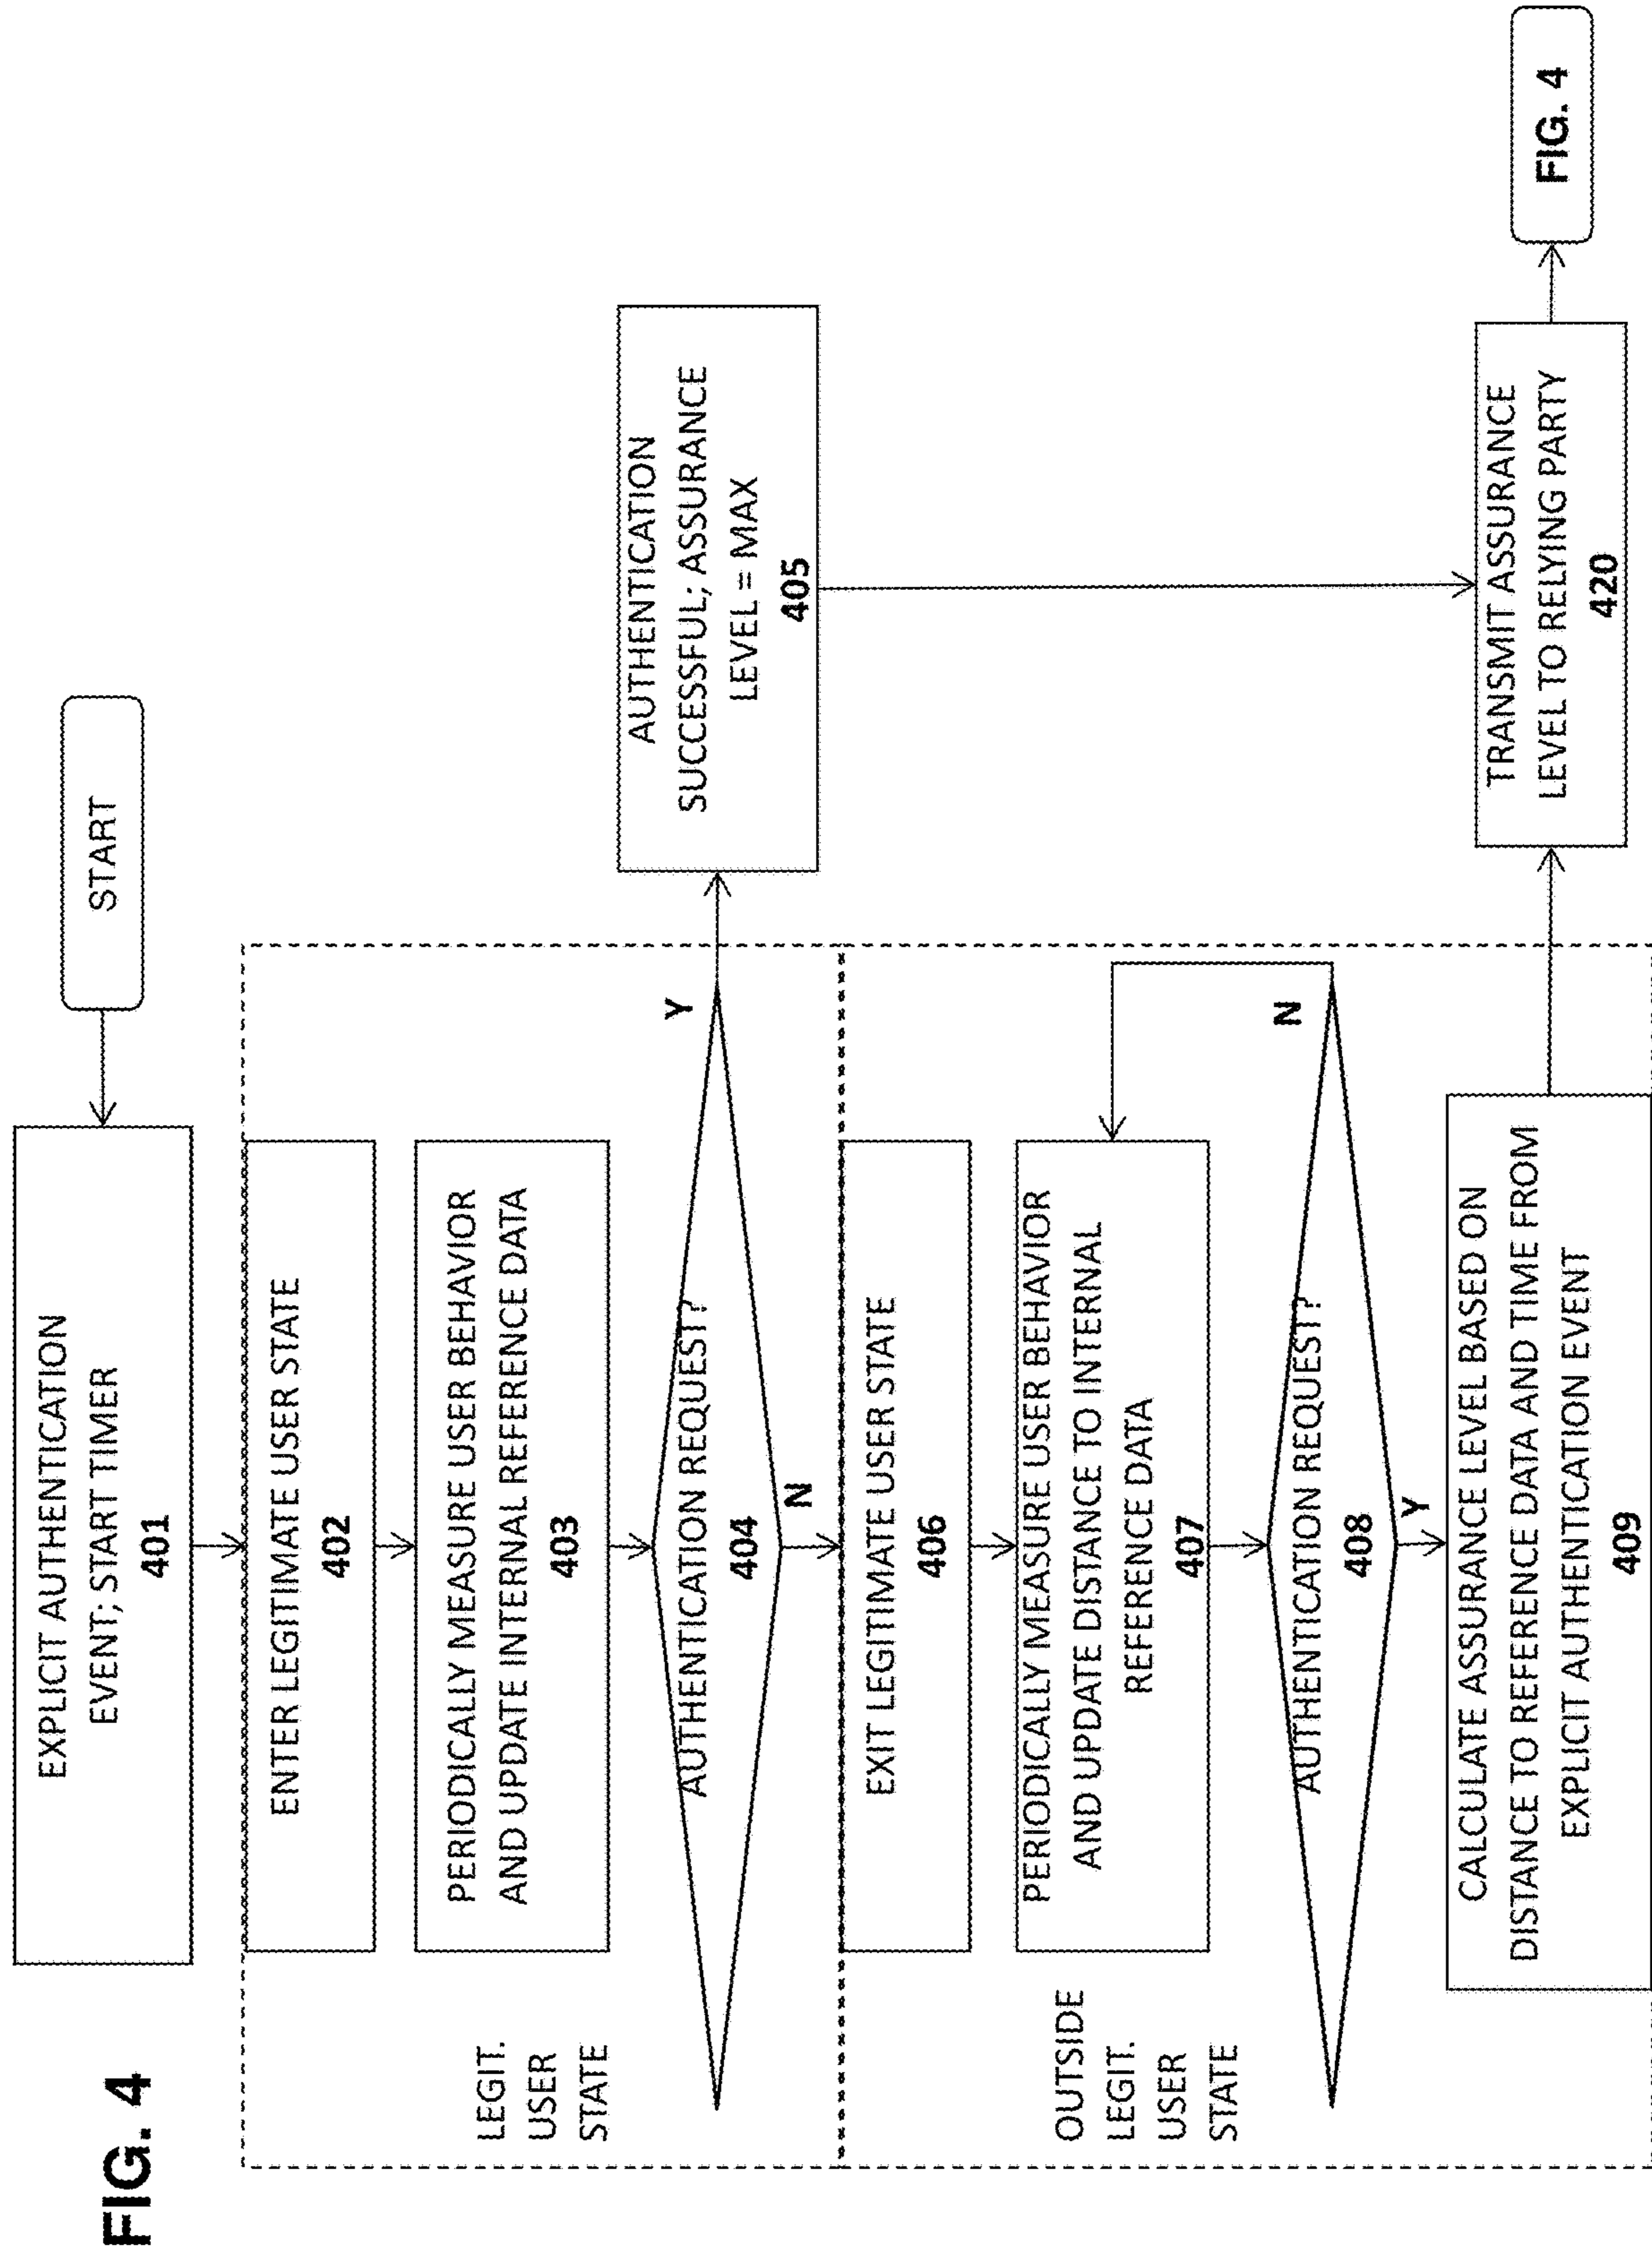 FIG. 4
START
EXPLICIT AUTHENTICATION
EVENT; START TIMER
401
ENTER LEGITIMATE USER STATE
402
LEGIT.
USER
STATE
PERIODICALLY MEASURE USER BEHAVIOR
AND UPDATE INTERNAL REFERENCE DATA
403
AUTHENTICATION REQUEST?
404
Y
N
AUTHENTICATION
SUCCESSFUL; ASSURANCE
LEVEL = MAX
405
EXIT LEGITIMATE USER STATE
406
OUTSIDE
LEGIT.
USER
STATE
PERIODICALLY MEASURE USER BEHAVIOR
AND UPDATE DISTANCE TO INTERNAL
REFERENCE DATA
407
AUTHENTICATION REQUEST?
408
N
Y
CALCULATE ASSURANCE LEVEL BASED ON
DISTANCE TO REFERENCE DATA AND TIME FROM
EXPLICIT AUTHENTICATION EVENT
409
TRANSMIT ASSURANCE
LEVEL TO RELYING PARTY
420
FIG. 4